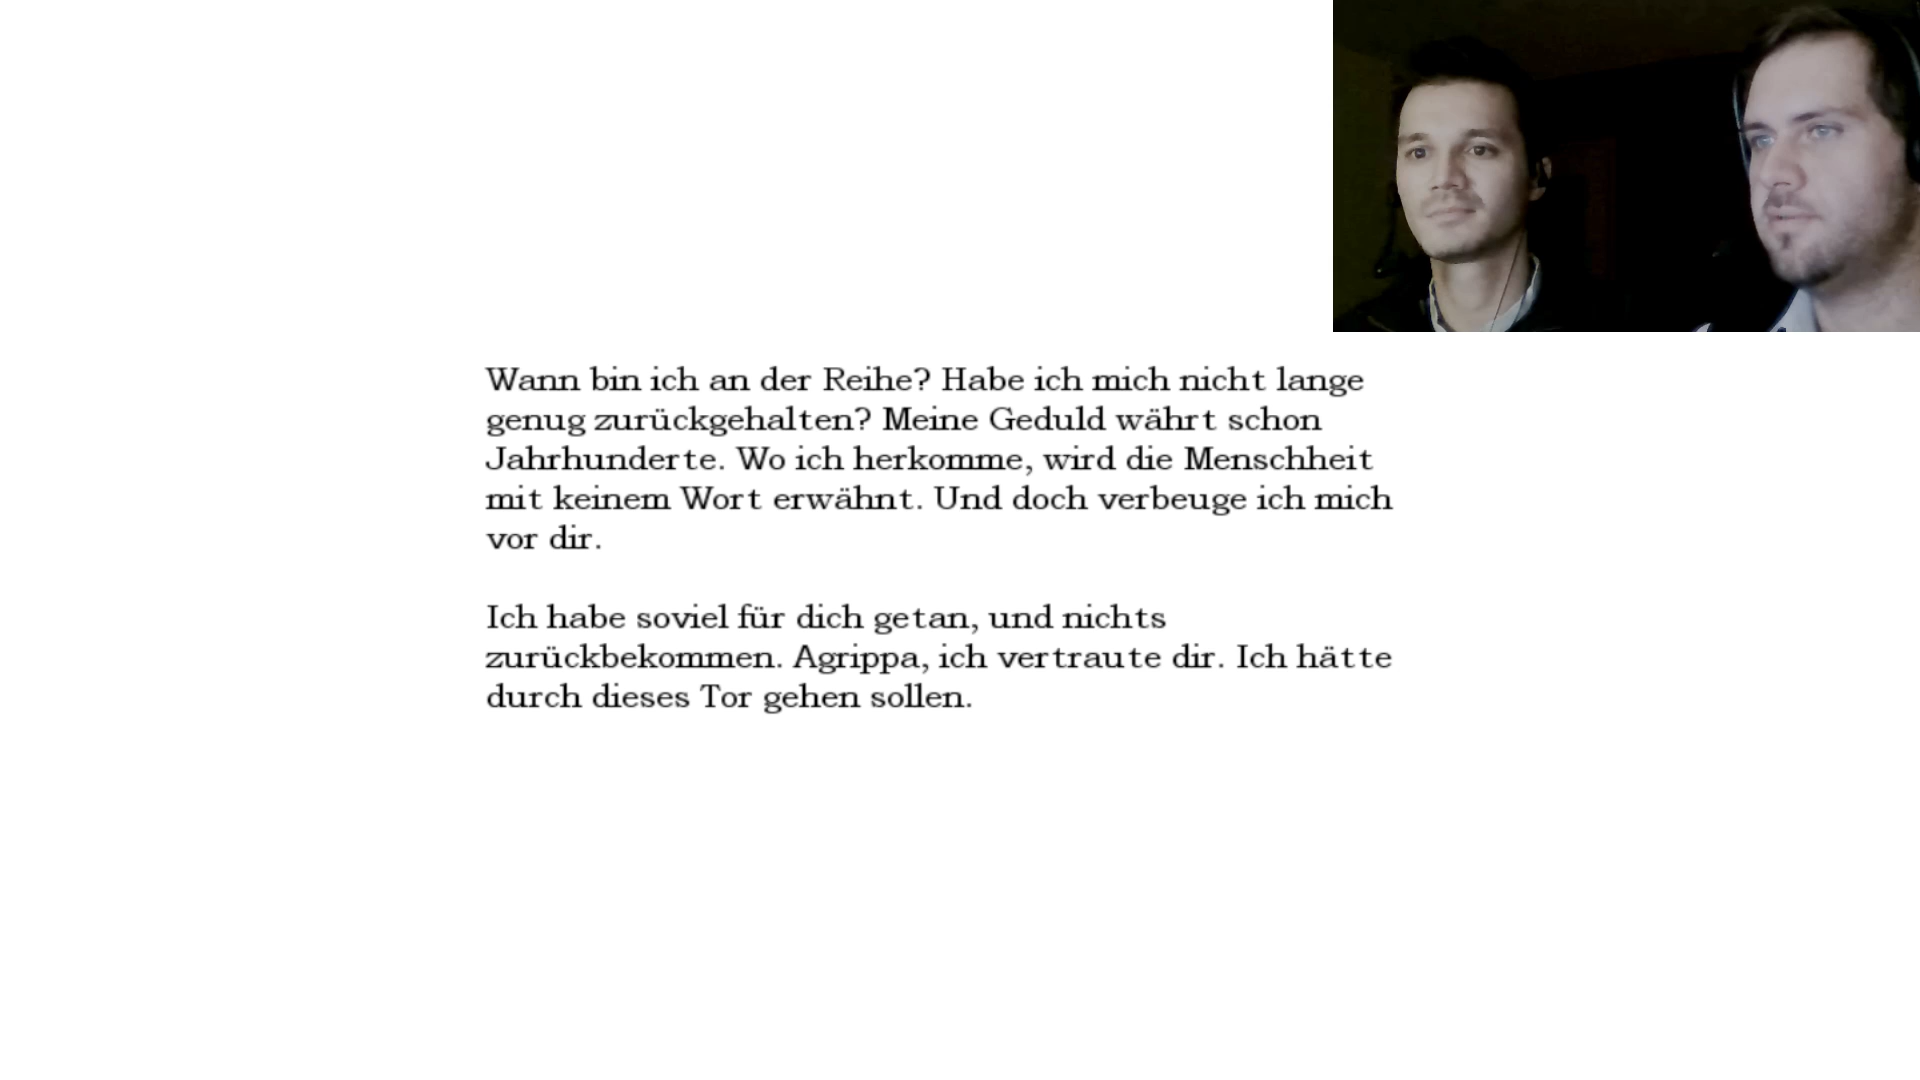 Wann bin ich an der Reihe? Habe ich mich nicht lange
genug zurückgehalten? Meine Geduld währt schon
Jahrhunderte. Wo ich herkomme, wird die Menschheit
mit keinem Wort erwähnt. Und doch verbeuge ich mich
vor dir.
Ich habe soviel für dich getan, und nichts
zurückbekommen. Agrippa, ich vertraute dir. Ich hätte
durch dieses Tor gehen sollen.